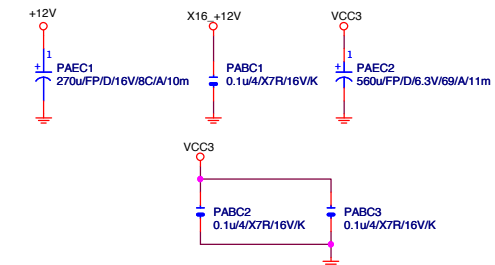 +12V
X16_+12V
VCC3
1
+
PAEC1
270u/FP/D/16V/8C/A/10m
PABC1
0.1u/4/X7R/16V/K
1
+
PAEC2
560u/FP/D/6.3V/69/A/11m
VCC3
PABC2
0.1u/4/X7R/16V/K
PABC3
0.1u/4/X7R/16V/K